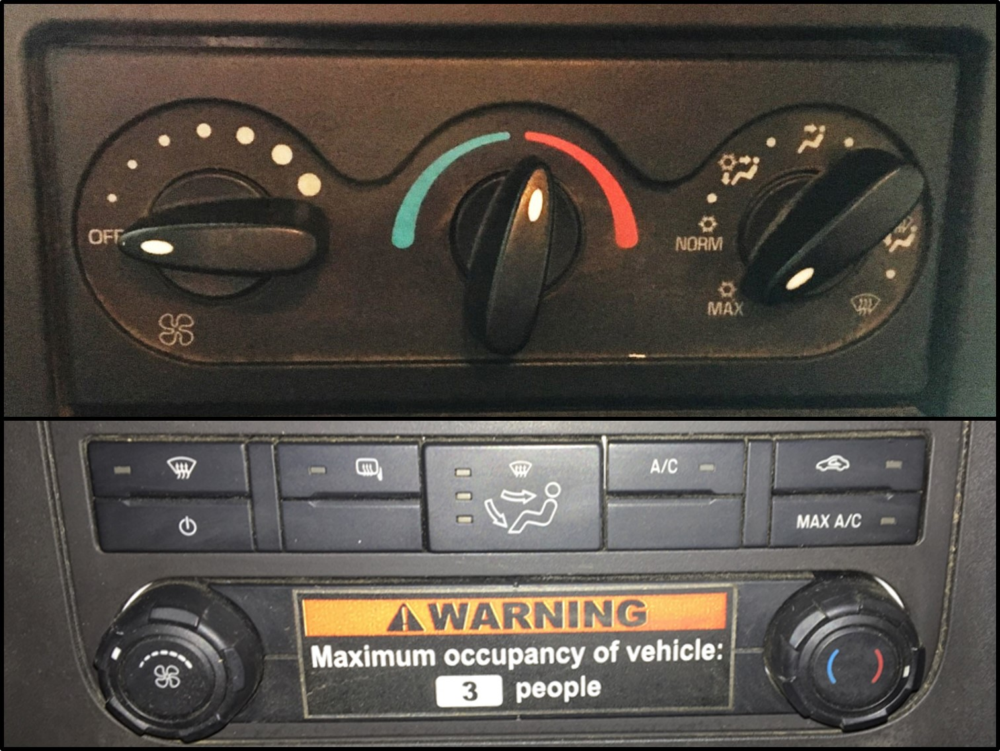 OFF
NORM
MAX
A/C
MAX A/C
WARNING
Maximum occupancy of vehicle:
3 people